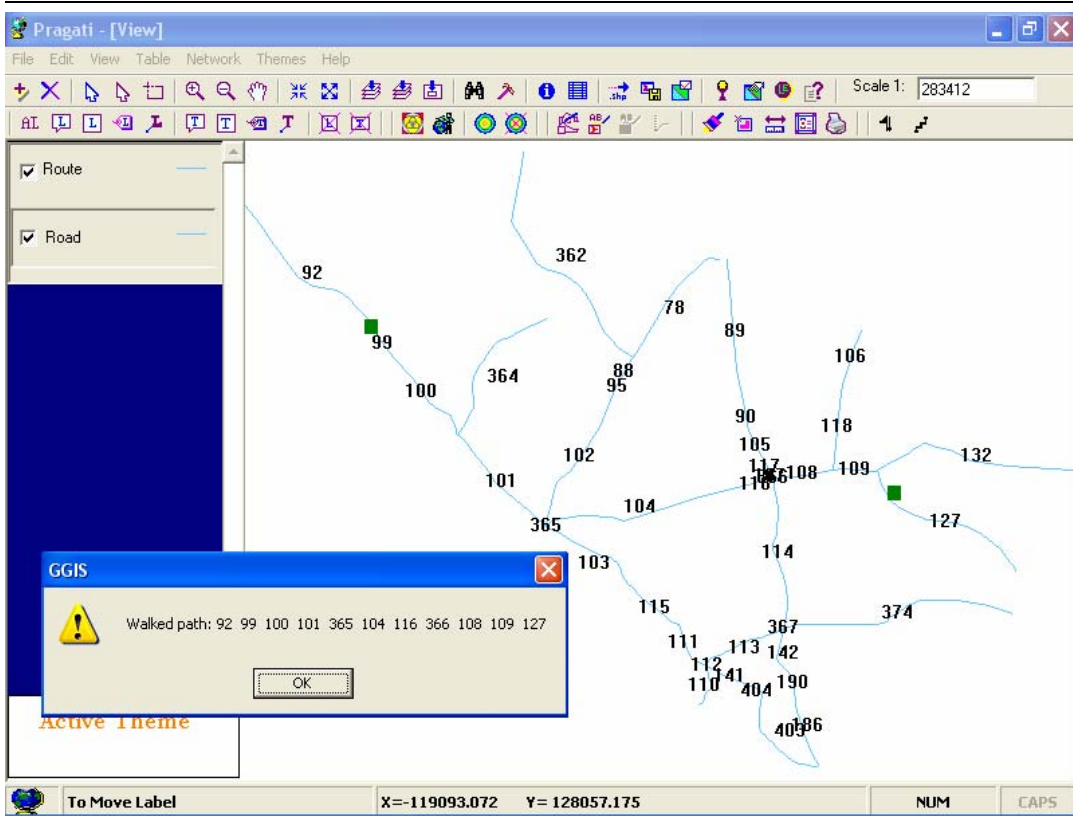 Pragati - [View]
File Edit View Table Network Themes Help
Scale 1: 283412
Route
Road
362
92
78
89
99
106
364
88
95
100
90
118
105
102
132
117
108
109
101
116
104
365
127
114
103
115
374
367
111
113
142
112
141
110
404
190
186
403
GGIS
Walked path: 92 99 100 101 365 104 116 366 108 109 127
OK
Active Theme
To Move Label
X=-119093.072 Y= 128057.175
NUM
CAPS